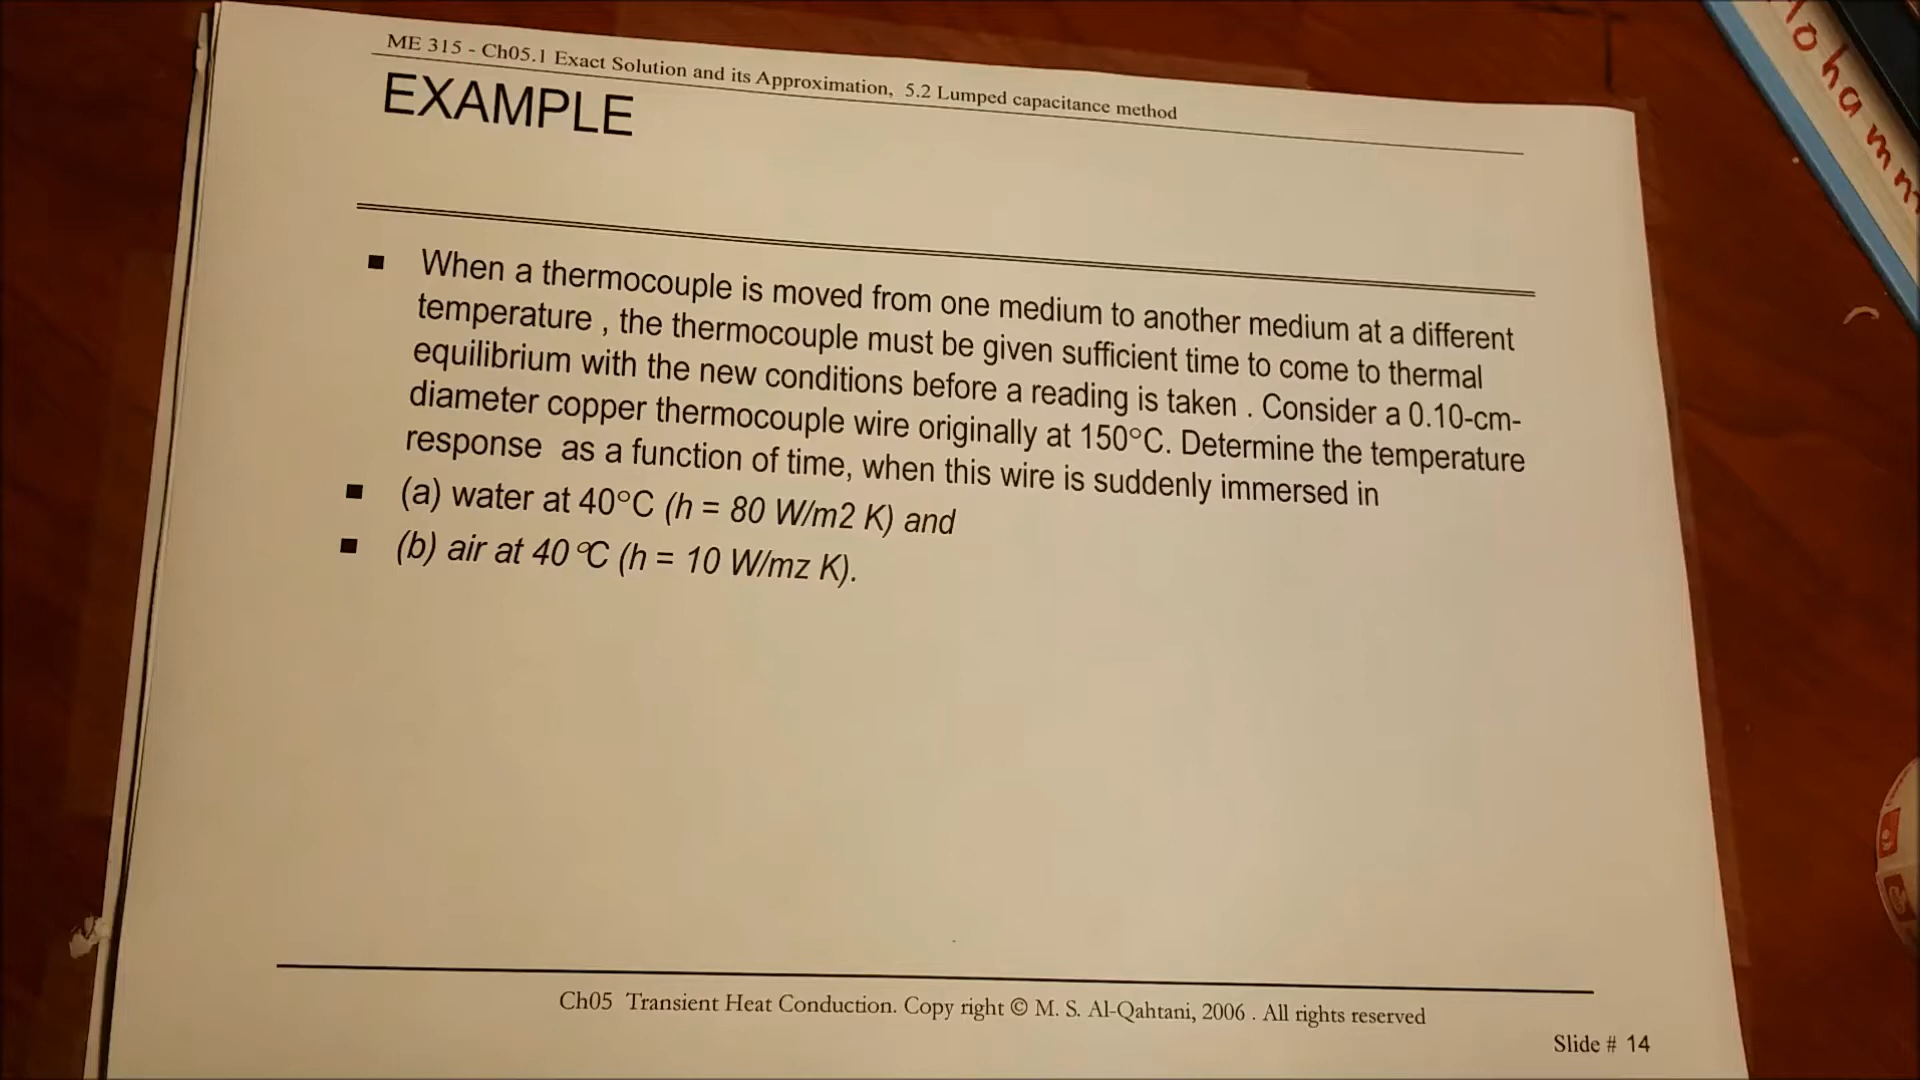 ME 315 - Ch05.1 Exact Solution and its Approximation, 5.2 Lumped capacitance method
EXAMPLE
▪ When a thermocouple is moved from one medium to another medium at a different
temperature , the thermocouple must be given sufficient time to come to thermal
equilibrium with the new conditions before a reading is taken . Consider a 0.10-cm-
diameter copper thermocouple wire originally at 150°C. Determine the temperature
response as a function of time, when this wire is suddenly immersed in
▪ (a) water at 40°C (h = 80 W/m2 K) and
▪ (b) air at 40°C (h = 10 W/mz K).
Ch05 Transient Heat Conduction. Copy right © M. S. Al-Qahtani, 2006 . All rights reserved
Slide # 14